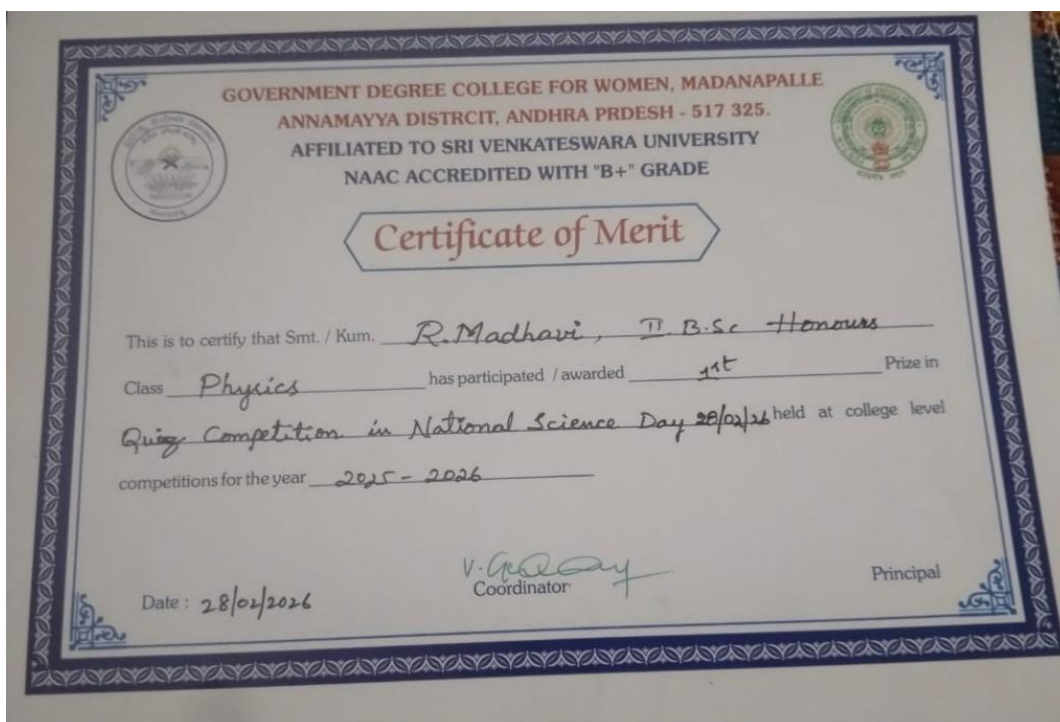 GOVERNMENT DEGREE COLLEGE FOR WOMEN, MADANAPALLE
ANNAMAYYA DISTRCIT, ANDHRA PRDESH - 517 325.
AFFILIATED TO SRI VENKATESWARA UNIVERSITY
NAAC ACCREDITED WITH "B+" GRADE
Certificate of Merit
This is to certify that Smt. / Kum. R. Madhavi, II B.Sc Honours
Class Physics has participated / awarded 1st Prize in
Quiz Competition in National Science Day 28/02/26 held at college level
competitions for the year 2025 - 2026
V.
Coordinator
Principal
Date : 28/02/2026